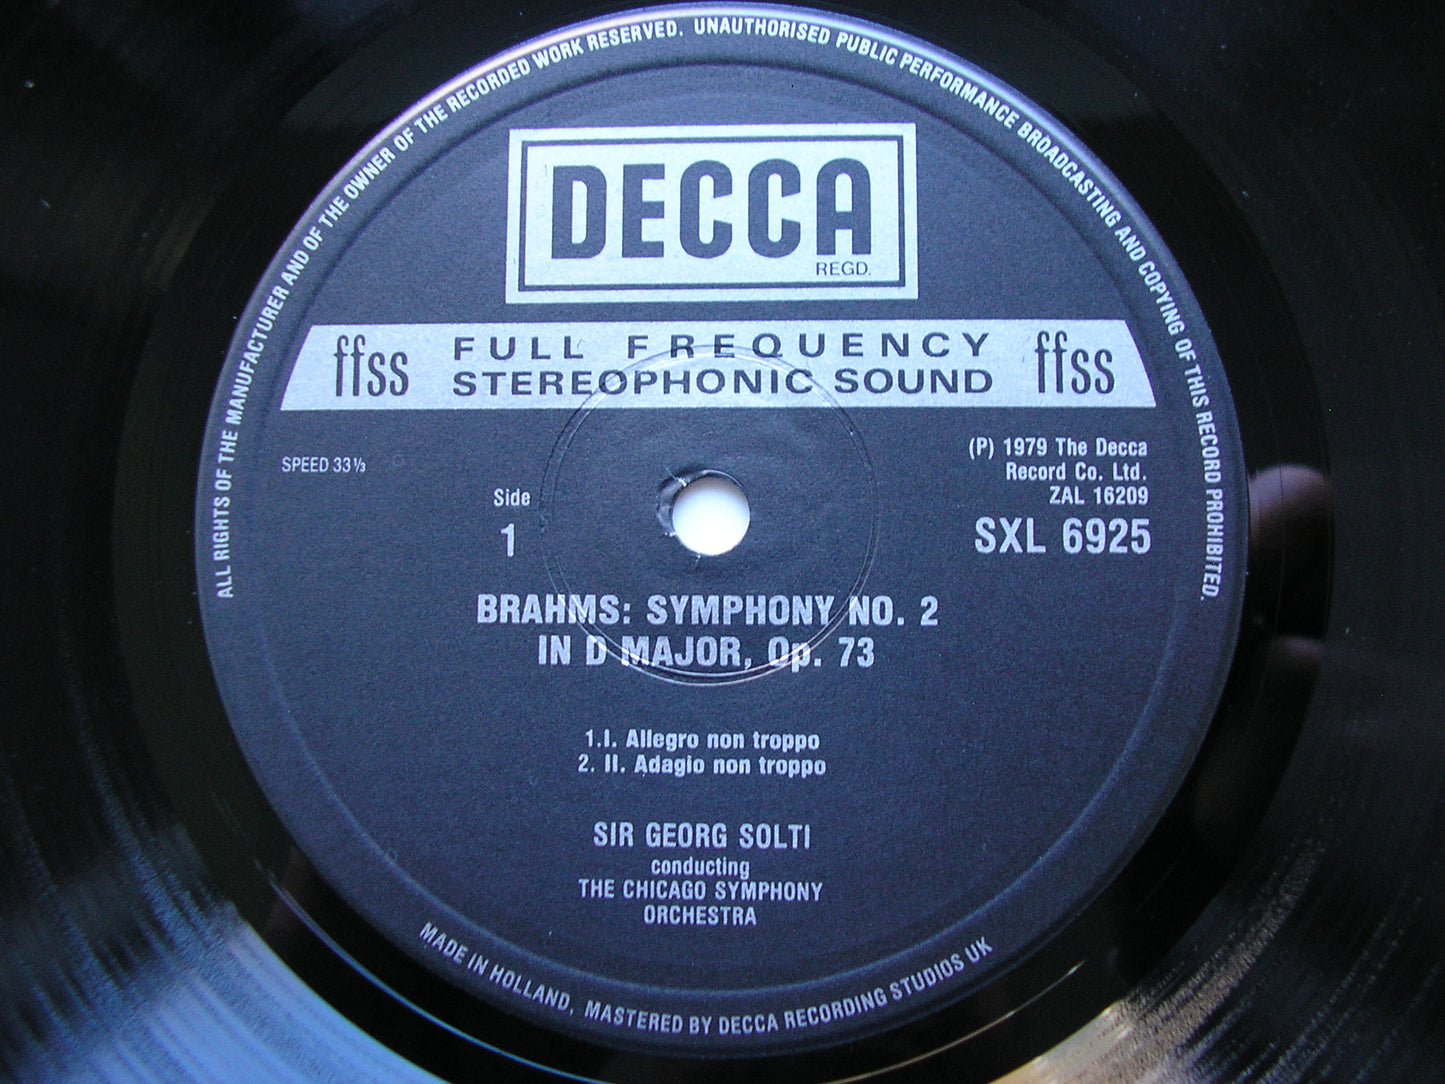 ALL RIGHTS OF THE MANUFACTURER AND OF THE OWNER OF THE RECORDED WORK RESERVED. UNAUTHORISED PUBLIC PERFORMANCE BROADCASTING AND COPYING OF THIS RECORD PROHIBITED.
DECCA
REGD.
ffss FULL FREQUENCY ffss
STEREOPHONIC SOUND
SPEED 33⅓
(P) 1979 The Decca
Record Co. Ltd.
ZAL 16209
SXL 6925
Side
1
BRAHMS: SYMPHONY NO. 2
IN D MAJOR, Op. 73
1.I. Allegro non troppo
2. II. Adagio non troppo
SIR GEORG SOLTI
conducting
THE CHICAGO SYMPHONY
ORCHESTRA
MADE IN HOLLAND, MASTERED BY DECCA RECORDING STUDIOS UK